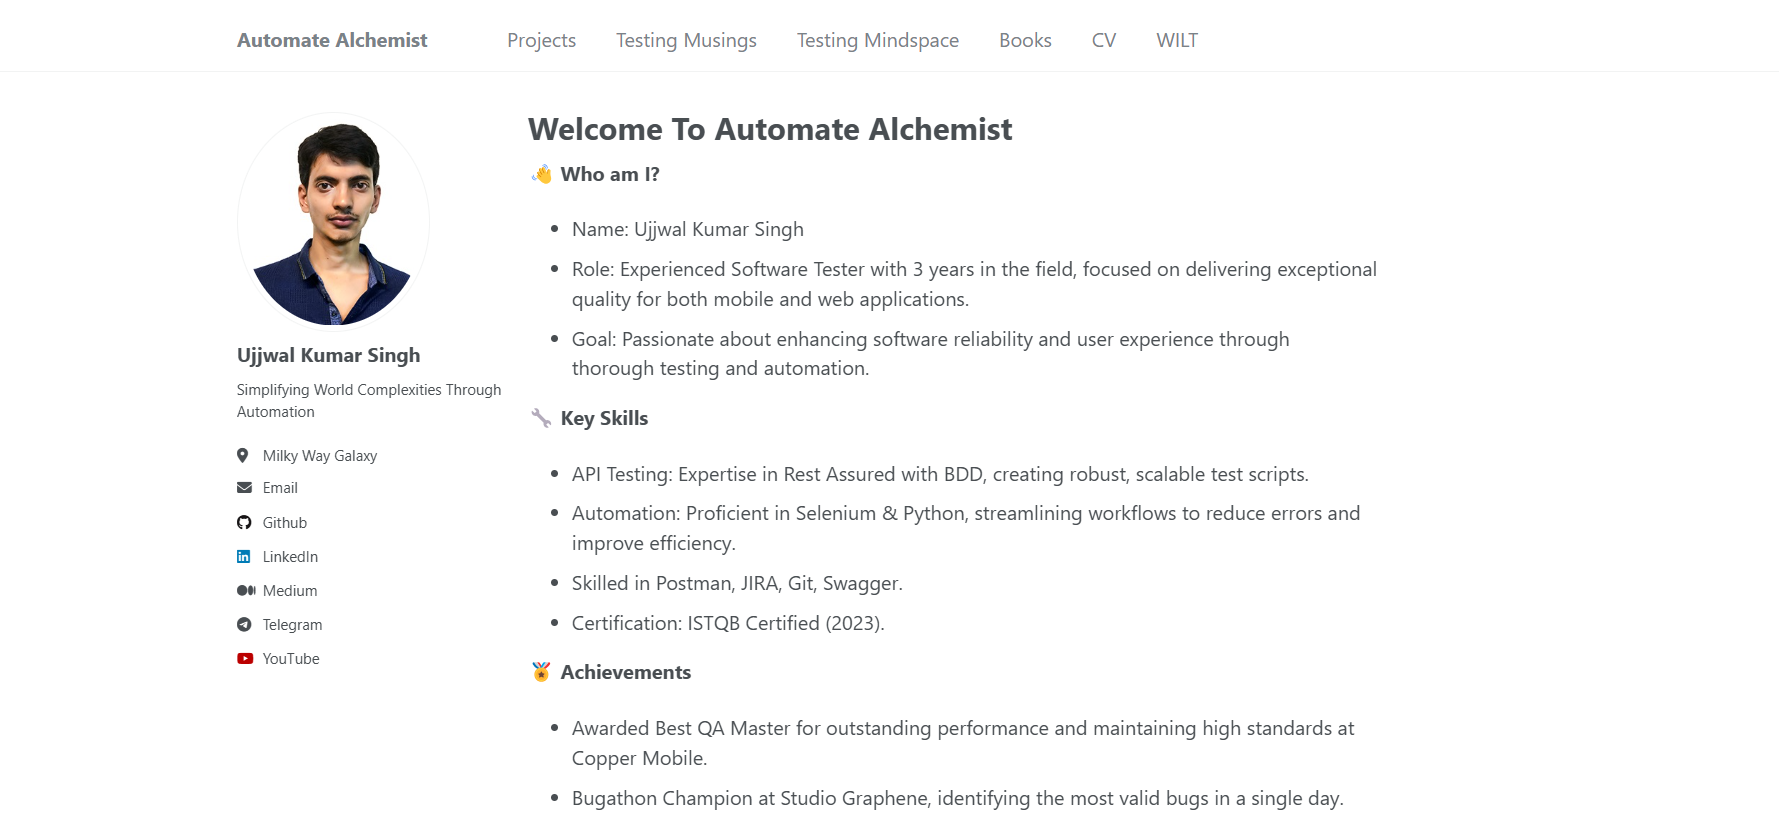 Automate Alchemist Projects Testing Musings Testing Mindspace Books CV WILT
Ujjwal Kumar Singh
Simplifying World Complexities Through
Automation
Milky Way Galaxy
Email
Github
LinkedIn
Medium
Telegram
YouTube
Welcome To Automate Alchemist
👋 Who am I?
• Name: Ujjwal Kumar Singh
• Role: Experienced Software Tester with 3 years in the field, focused on delivering exceptional
quality for both mobile and web applications.
• Goal: Passionate about enhancing software reliability and user experience through
thorough testing and automation.
🔧 Key Skills
• API Testing: Expertise in Rest Assured with BDD, creating robust, scalable test scripts.
• Automation: Proficient in Selenium & Python, streamlining workflows to reduce errors and
improve efficiency.
• Skilled in Postman, JIRA, Git, Swagger.
• Certification: ISTQB Certified (2023).
🏅 Achievements
• Awarded Best QA Master for outstanding performance and maintaining high standards at
Copper Mobile.
• Bugathon Champion at Studio Graphene, identifying the most valid bugs in a single day.